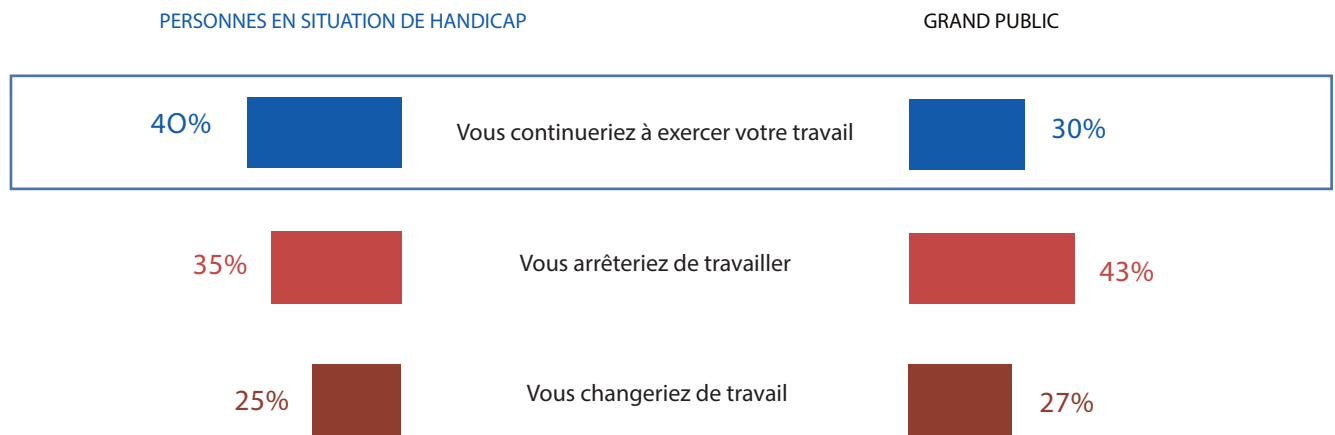 PERSONNES EN SITUATION DE HANDICAP
GRAND PUBLIC
4O%
Vous continueriez à exercer votre travail
30%
35%
Vous arrêteriez de travailler
43%
25%
Vous changeriez de travail
27%